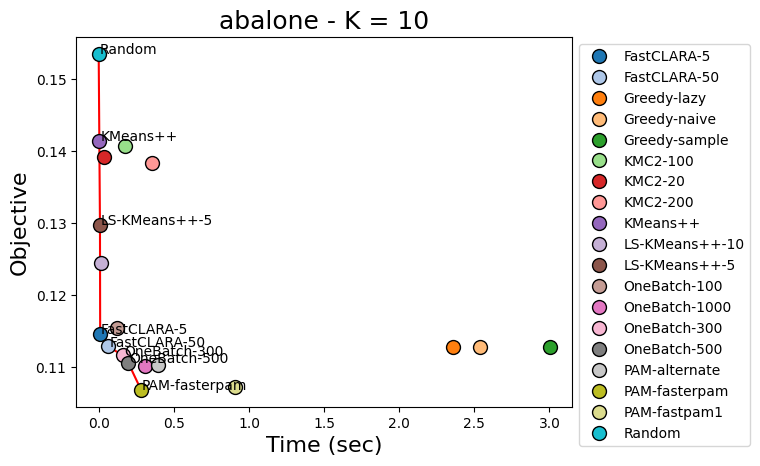 abalone - K = 10
Objective
0.15
0.14
0.13
0.12
0.11
Random
KMeans++
LS-KMeans++-5
FastCLARA-5
FastCLARA-50
OneBatch-300
OneBatch-500
PAM-fasterpam
0.0 0.5 1.0 1.5 2.0 2.5 3.0
Time (sec)
FastCLARA-5
FastCLARA-50
Greedy-lazy
Greedy-naive
Greedy-sample
KMC2-100
KMC2-20
KMC2-200
KMeans++
LS-KMeans++-10
LS-KMeans++-5
OneBatch-100
OneBatch-1000
OneBatch-300
OneBatch-500
PAM-alternate
PAM-fasterpam
PAM-fastpam1
Random